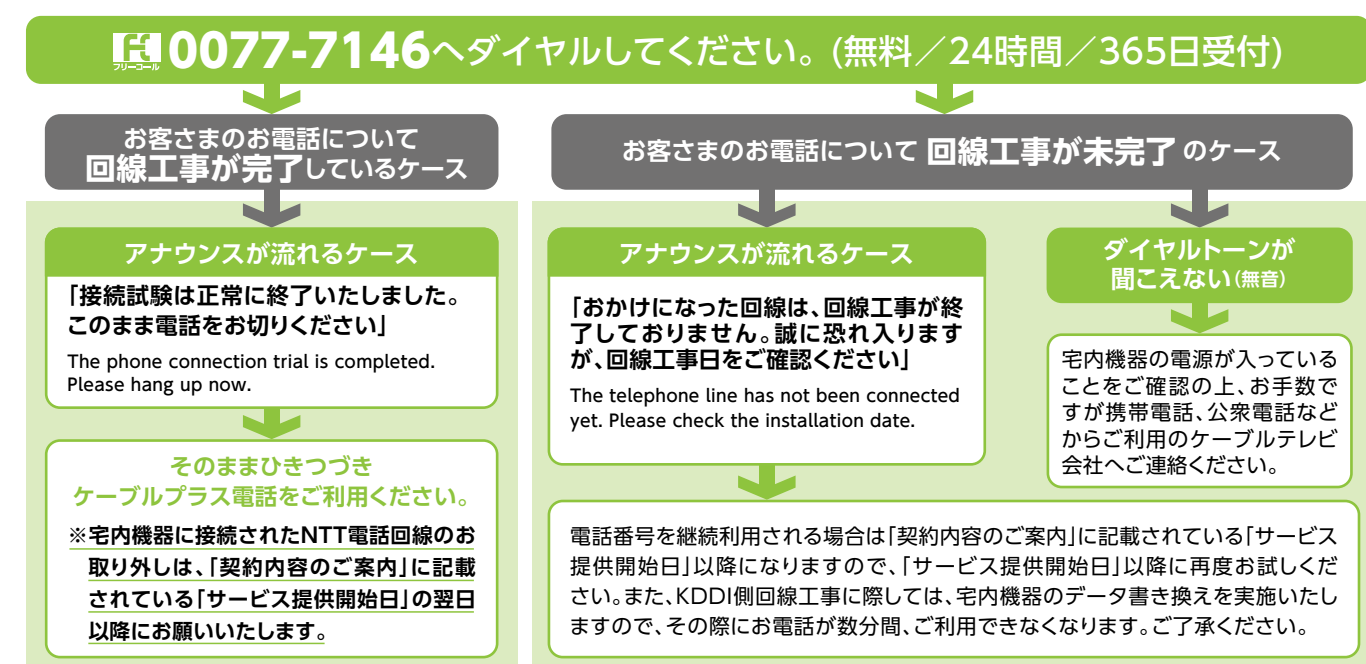 フリーコール 0077-7146へダイヤルしてください。(無料／24時間／365日受付)
お客さまのお電話について
回線工事が完了しているケース
アナウンスが流れるケース
「接続試験は正常に終了いたしました。
このまま電話をお切りください」
The phone connection trial is completed.
Please hang up now.
そのままひきつづき
ケーブルプラス電話をご利用ください。
※宅内機器に接続されたNTT電話回線のお
取り外しは、「契約内容のご案内」に記載
されている「サービス提供開始日」の翌日
以降にお願いいたします。
お客さまのお電話について 回線工事が未完了 のケース
アナウンスが流れるケース
「おかけになった回線は、回線工事が終
了しておりません。誠に恐れ入ります
が、回線工事日をご確認ください」
The telephone line has not been connected
yet. Please check the installation date.
ダイヤルトーンが
聞こえない(無音)
宅内機器の電源が入っている
ことをご確認の上、お手数で
すが携帯電話、公衆電話など
からご利用のケーブルテレビ
会社へご連絡ください。
電話番号を継続利用される場合は「契約内容のご案内」に記載されている「サービス
提供開始日」以降になりますので、「サービス提供開始日」以降に再度お試しくだ
さい。また、KDDI側回線工事に際しては、宅内機器のデータ書き換えを実施いたし
ますので、その際にお電話が数分間、ご利用できなくなります。ご了承ください。